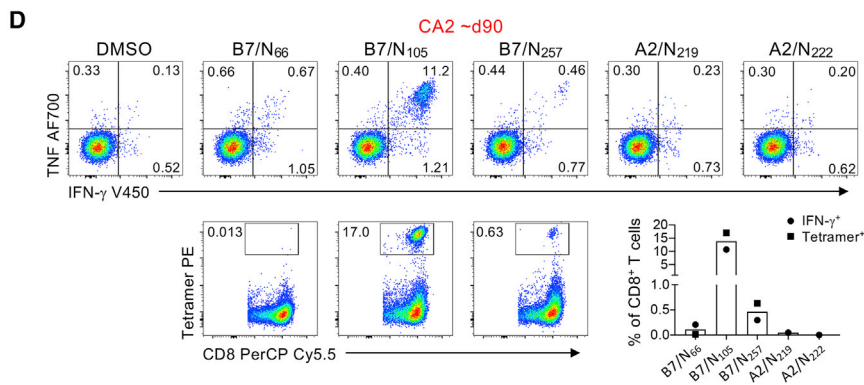 D
CA2 ~d90
DMSO B7/N66 B7/N105 B7/N257 A2/N219 A2/N222
0.33 0.13 0.66 0.67 0.40 11.2 0.44 0.46 0.30 0.23 0.30 0.20
TNF AF700
0.52 1.05 1.21 0.77 0.73 0.62
IFN-γ V450
0.013 17.0 0.63
Tetramer PE
CD8 PerCP Cy5.5
IFN-γ+
Tetramer+
% of CD8+ T cells
20
15
10
5
1.0
0.5
0.0
B7/N66 B7/N105 B7/N257 A2/N219 A2/N222